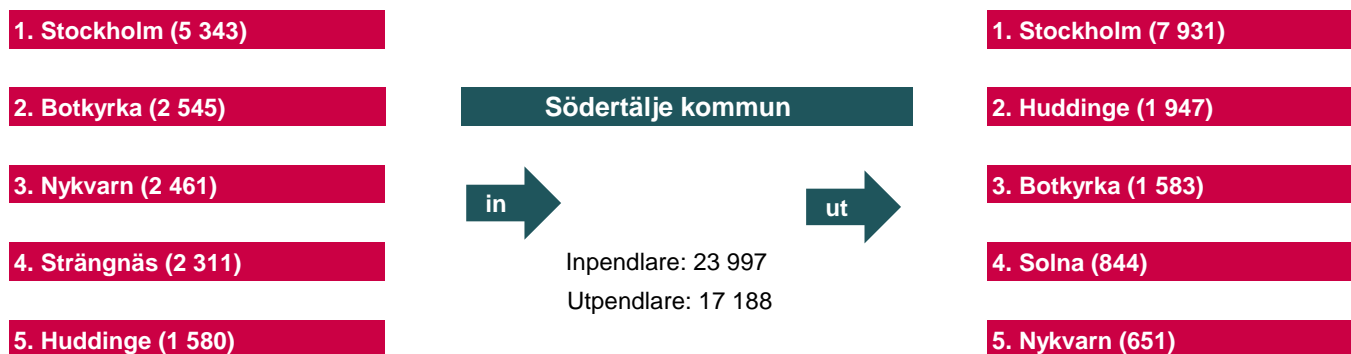 1. Stockholm (5 343)
2. Botkyrka (2 545)
3. Nykvarn (2 461)
4. Strängnäs (2 311)
5. Huddinge (1 580)
Södertälje kommun
in
ut
Inpendlare: 23 997
Utpendlare: 17 188
1. Stockholm (7 931)
2. Huddinge (1 947)
3. Botkyrka (1 583)
4. Solna (844)
5. Nykvarn (651)